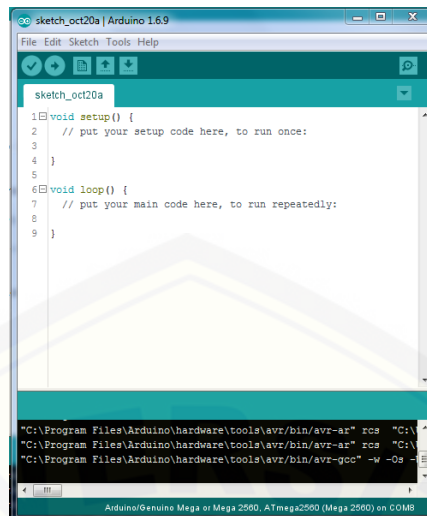 sketch_oct20a | Arduino 1.6.9
File Edit Sketch Tools Help
sketch_oct20a
1 void setup() {
2 // put your setup code here, to run once:
3
4 }
5
6 void loop() {
7 // put your main code here, to run repeatedly:
8
9 }
"C:\Program Files\Arduino\hardware\tools\avr/bin/avr-ar" rcs "C:\
"C:\Program Files\Arduino\hardware\tools\avr/bin/avr-ar" rcs "C:\
"C:\Program Files\Arduino\hardware\tools\avr/bin/avr-gcc" -w -Os -
Arduino/Genuino Mega or Mega 2560, ATmega2560 (Mega 2560) on COM8